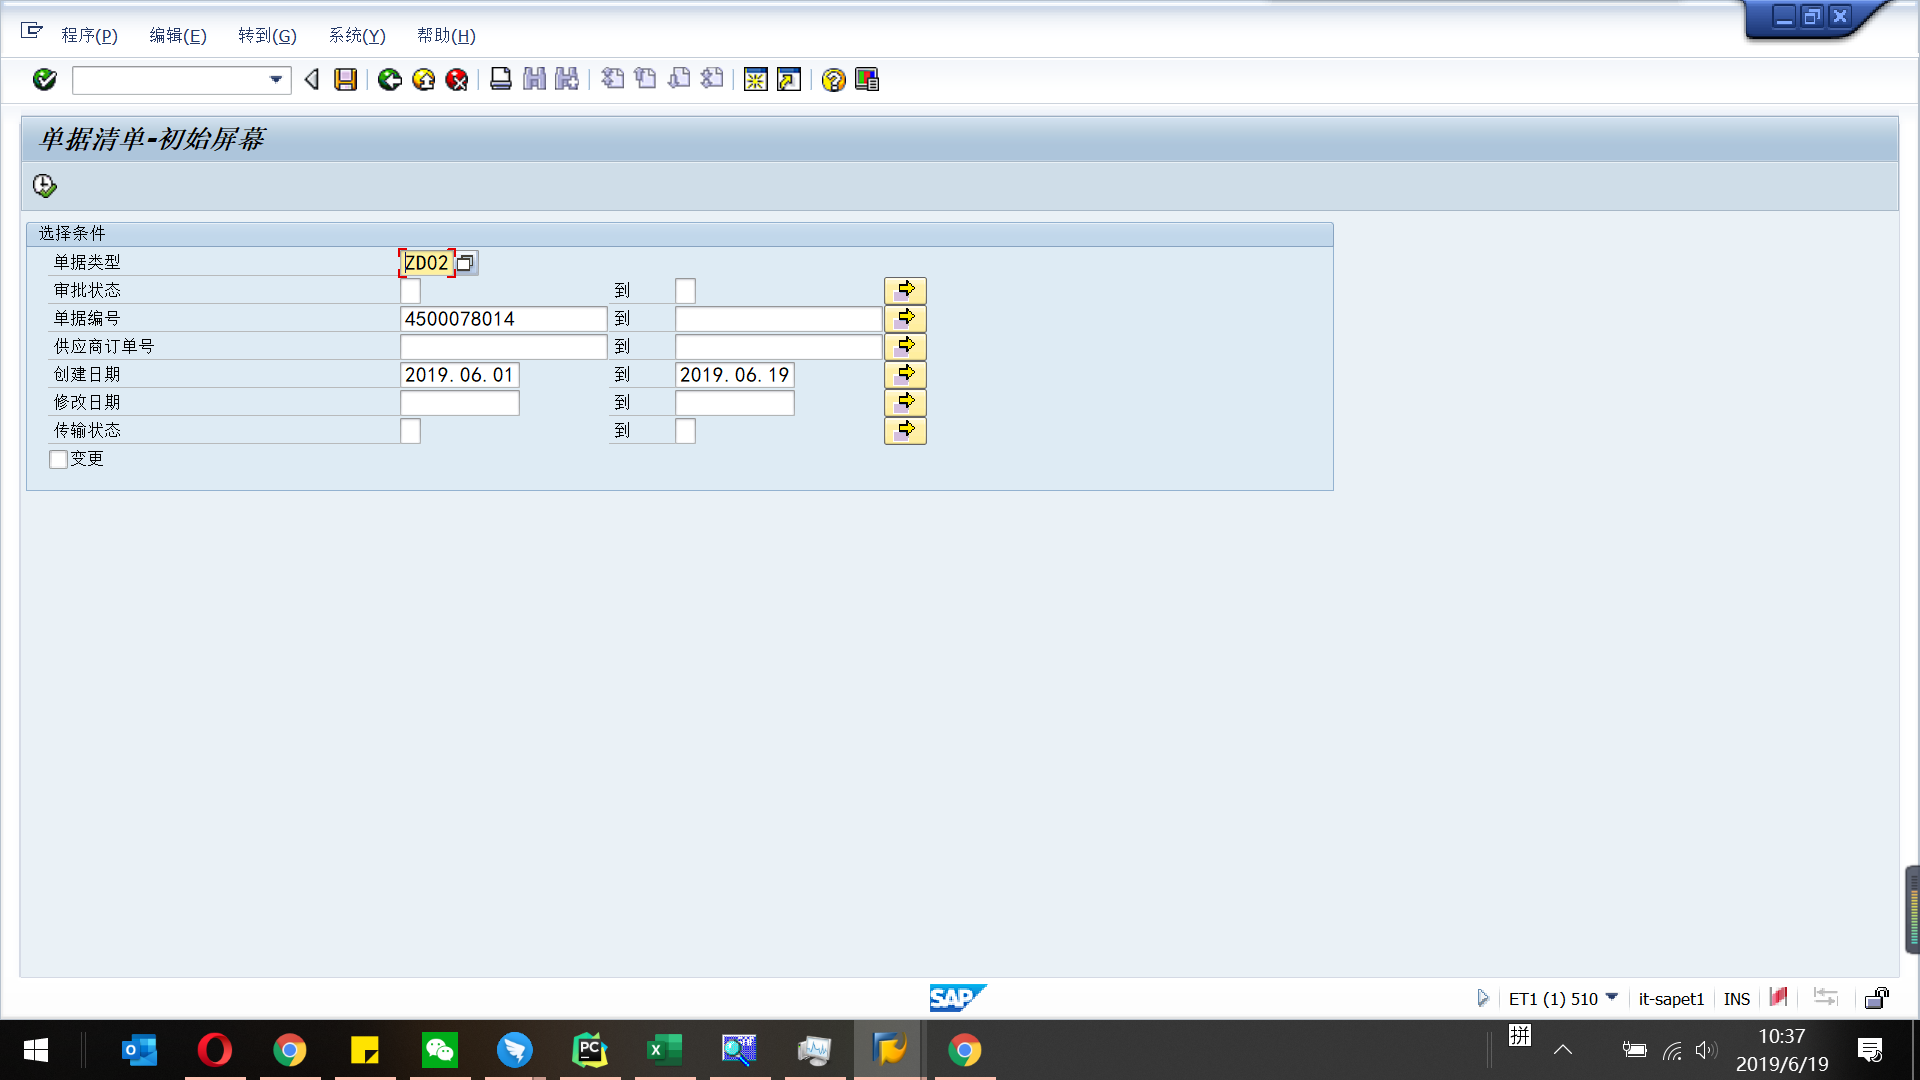 程序(P) 编辑(E) 转到(G) 系统(Y) 帮助(H)
单据清单-初始屏幕
选择条件
单据类型 ZD02
审批状态 到
单据编号 4500078014 到
供应商订单号 到
创建日期 2019.06.01 到 2019.06.19
修改日期 到
传输状态 到
变更
SAP
ET1 (1) 510 it-sapet1 INS
拼
10:37
2019/6/19